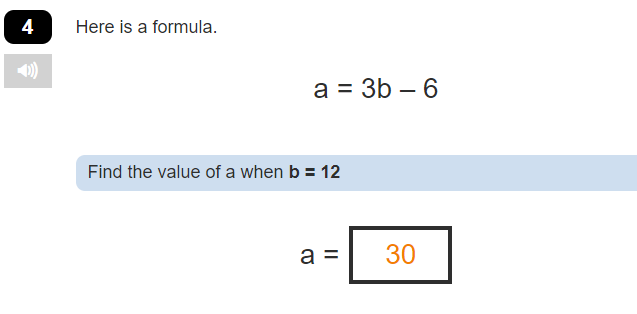 4
Here is a formula.
a = 3b – 6
Find the value of a when b = 12
a = 30